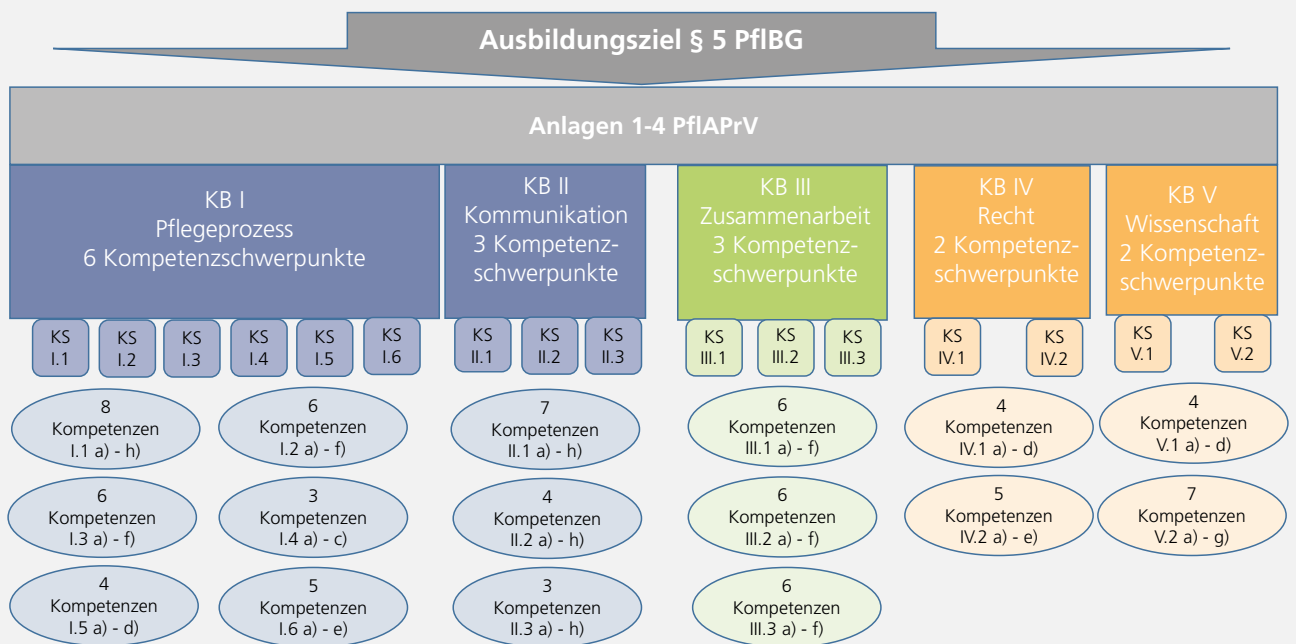 Ausbildungsziel § 5 PflBG
Anlagen 1-4 PflAPrV
KB I
Pflegeprozess
6 Kompetenzschwerpunkte
KB II
Kommunikation
3 Kompetenz-
schwerpunkte
KB III
Zusammenarbeit
3 Kompetenz-
schwerpunkte
KB IV
Recht
2 Kompetenz-
schwerpunkte
KB V
Wissenschaft
2 Kompetenz-
schwerpunkte
KS
I.1
KS
I.2
KS
I.3
KS
I.4
KS
I.5
KS
I.6
KS
II.1
KS
II.2
KS
II.3
KS
III.1
KS
III.2
KS
III.3
KS
IV.1
KS
IV.2
KS
V.1
KS
V.2
8
Kompetenzen
I.1 a) - h)
6
Kompetenzen
I.2 a) - f)
7
Kompetenzen
II.1 a) - h)
6
Kompetenzen
III.1 a) - f)
4
Kompetenzen
IV.1 a) - d)
4
Kompetenzen
V.1 a) - d)
6
Kompetenzen
I.3 a) - f)
3
Kompetenzen
I.4 a) - c)
4
Kompetenzen
II.2 a) - h)
6
Kompetenzen
III.2 a) - f)
5
Kompetenzen
IV.2 a) - e)
7
Kompetenzen
V.2 a) - g)
4
Kompetenzen
I.5 a) - d)
5
Kompetenzen
I.6 a) - e)
3
Kompetenzen
II.3 a) - h)
6
Kompetenzen
III.3 a) - f)